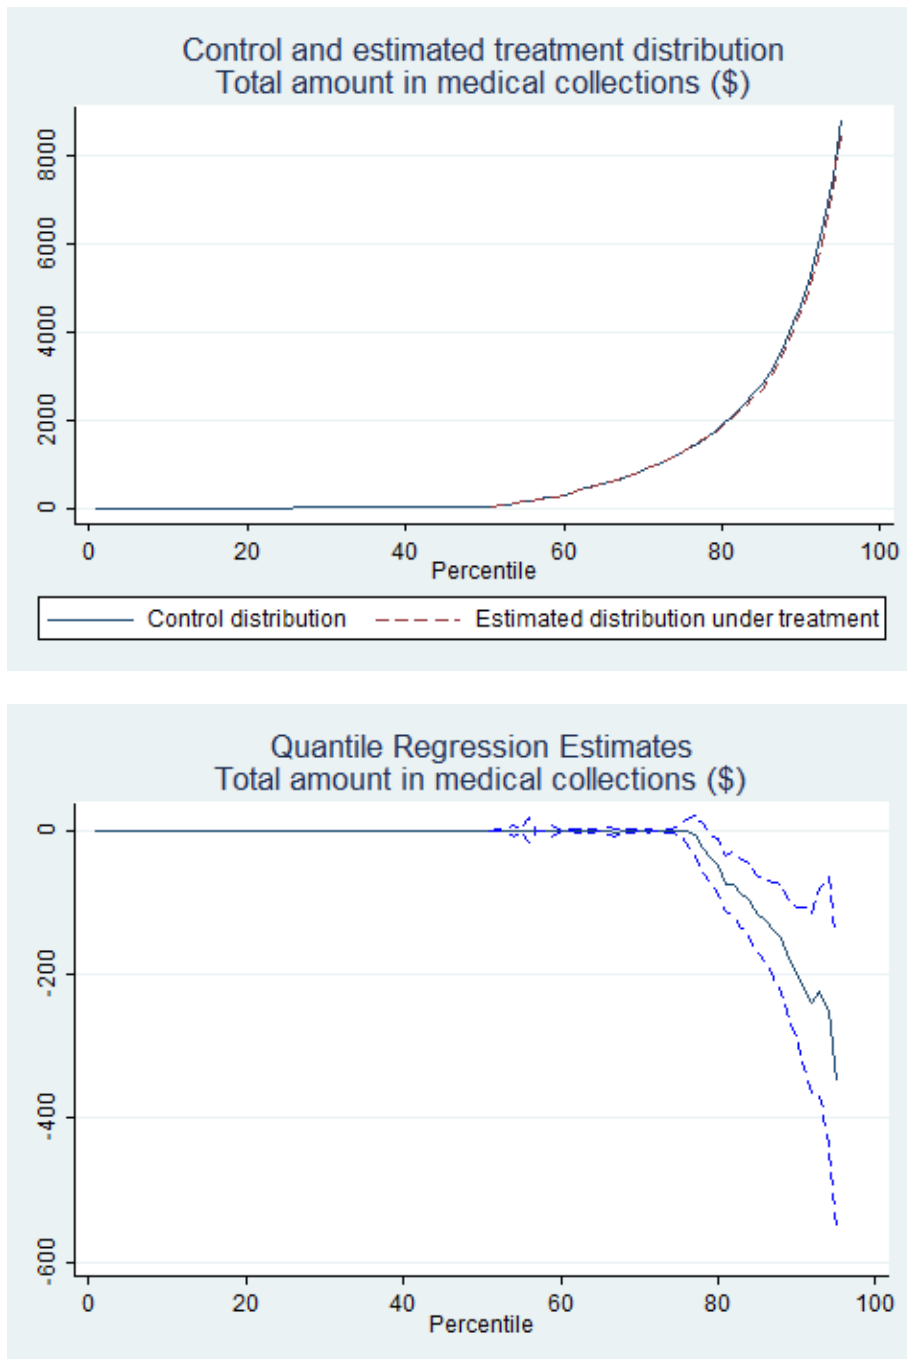 Control and estimated treatment distribution
Total amount in medical collections ($)
8000
6000
4000
2000
0
0 20 40 60 80 100
Percentile
Control distribution Estimated distribution under treatment
Quantile Regression Estimates
Total amount in medical collections ($)
0
-200
-400
-600
0 20 40 60 80 100
Percentile